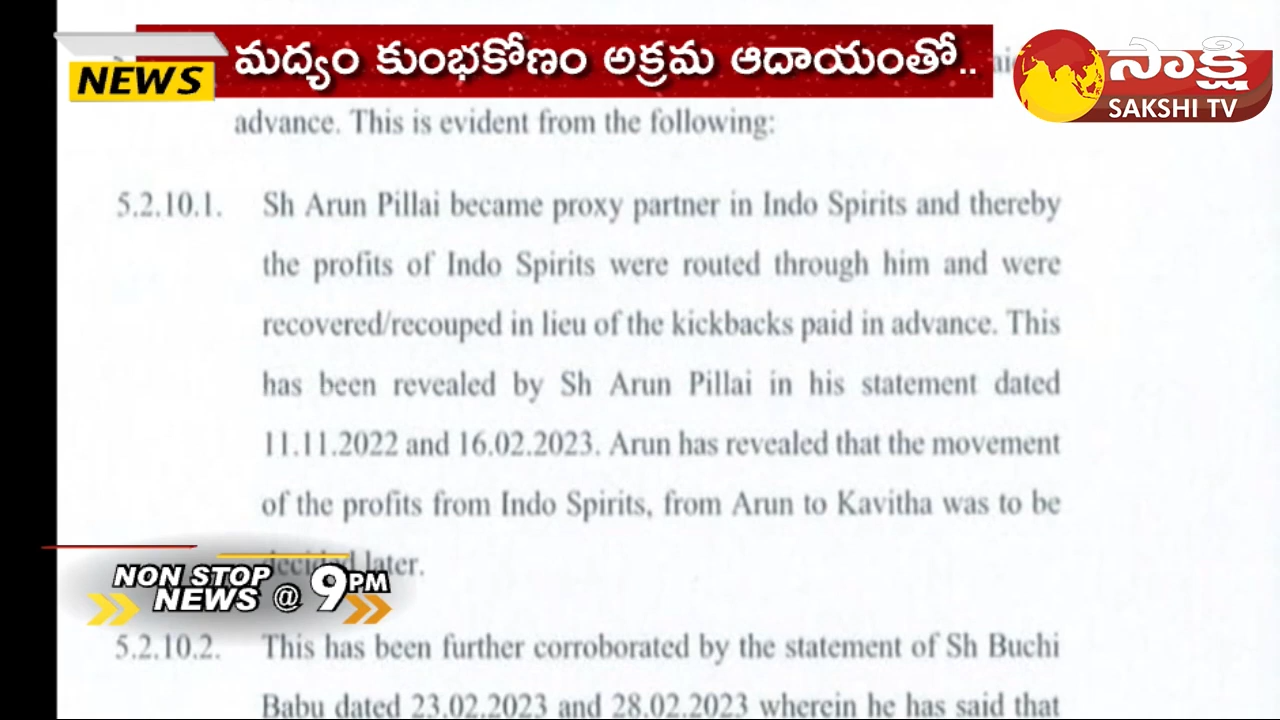 NEWS
మద్యం కుంభకోణం అక్రమ ఆదాయంతో..
సాక్షి
SAKSHI TV
advance. This is evident from the following:
5.2.10.1. Sh Arun Pillai became proxy partner in Indo Spirits and thereby
the profits of Indo Spirits were routed through him and were
recovered/recouped in lieu of the kickbacks paid in advance. This
has been revealed by Sh Arun Pillai in his statement dated
11.11.2022 and 16.02.2023. Arun has revealed that the movement
of the profits from Indo Spirits, from Arun to Kavitha was to be
decided later.
NON STOP
NEWS @ 9PM
5.2.10.2. This has been further corroborated by the statement of Sh Buchi
Babu dated 23.02.2023 and 28.02.2023 wherein he has said that